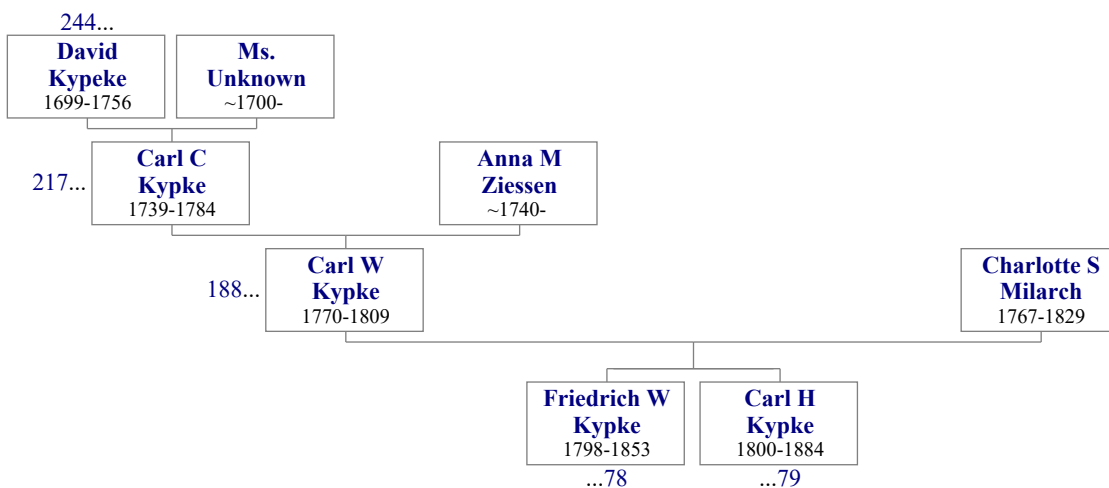 244...
David
Kypeke
1699-1756
Ms.
Unknown
~1700-
217...
Carl C
Kypke
1739-1784
Anna M
Ziessen
~1740-
188...
Carl W
Kypke
1770-1809
Charlotte S
Milarch
1767-1829
Friedrich W
Kypke
1798-1853
...78
Carl H
Kypke
1800-1884
...79